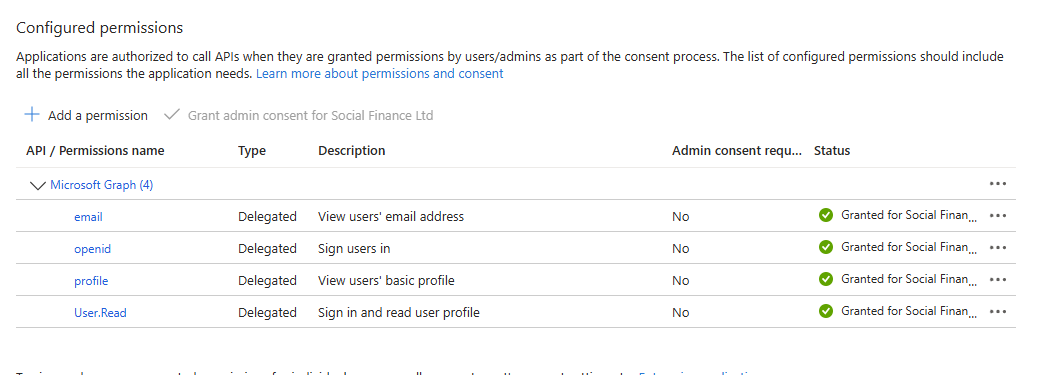 Configured permissions
Applications are authorized to call APIs when they are granted permissions by users/admins as part of the consent process. The list of configured permissions should include
all the permissions the application needs. Learn more about permissions and consent
Add a permission Grant admin consent for Social Finance Ltd
API / Permissions name Type Description Admin consent requ... Status
Microsoft Graph (4)
email Delegated View users' email address No Granted for Social Finan...
openid Delegated Sign users in No Granted for Social Finan...
profile Delegated View users' basic profile No Granted for Social Finan...
User.Read Delegated Sign in and read user profile No Granted for Social Finan...